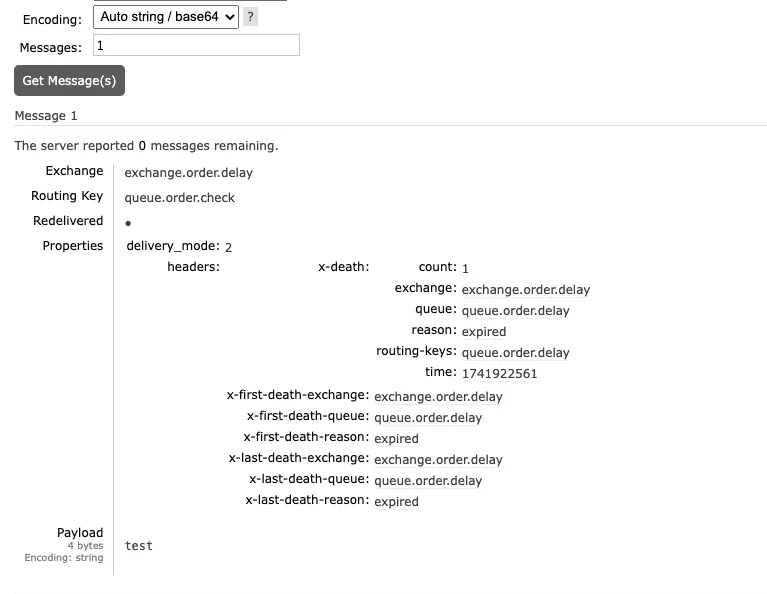 Encoding: Auto string / base64 ?
Messages: 1
Get Message(s)
Message 1
The server reported 0 messages remaining.
Exchange exchange.order.delay
Routing Key queue.order.check
Redelivered ●
Properties delivery_mode: 2
headers: x-death: count: 1
exchange: exchange.order.delay
queue: queue.order.delay
reason: expired
routing-keys: queue.order.delay
time: 1741922561
x-first-death-exchange: exchange.order.delay
x-first-death-queue: queue.order.delay
x-first-death-reason: expired
x-last-death-exchange: exchange.order.delay
x-last-death-queue: queue.order.delay
x-last-death-reason: expired
Payload
4 bytes
Encoding: string
test